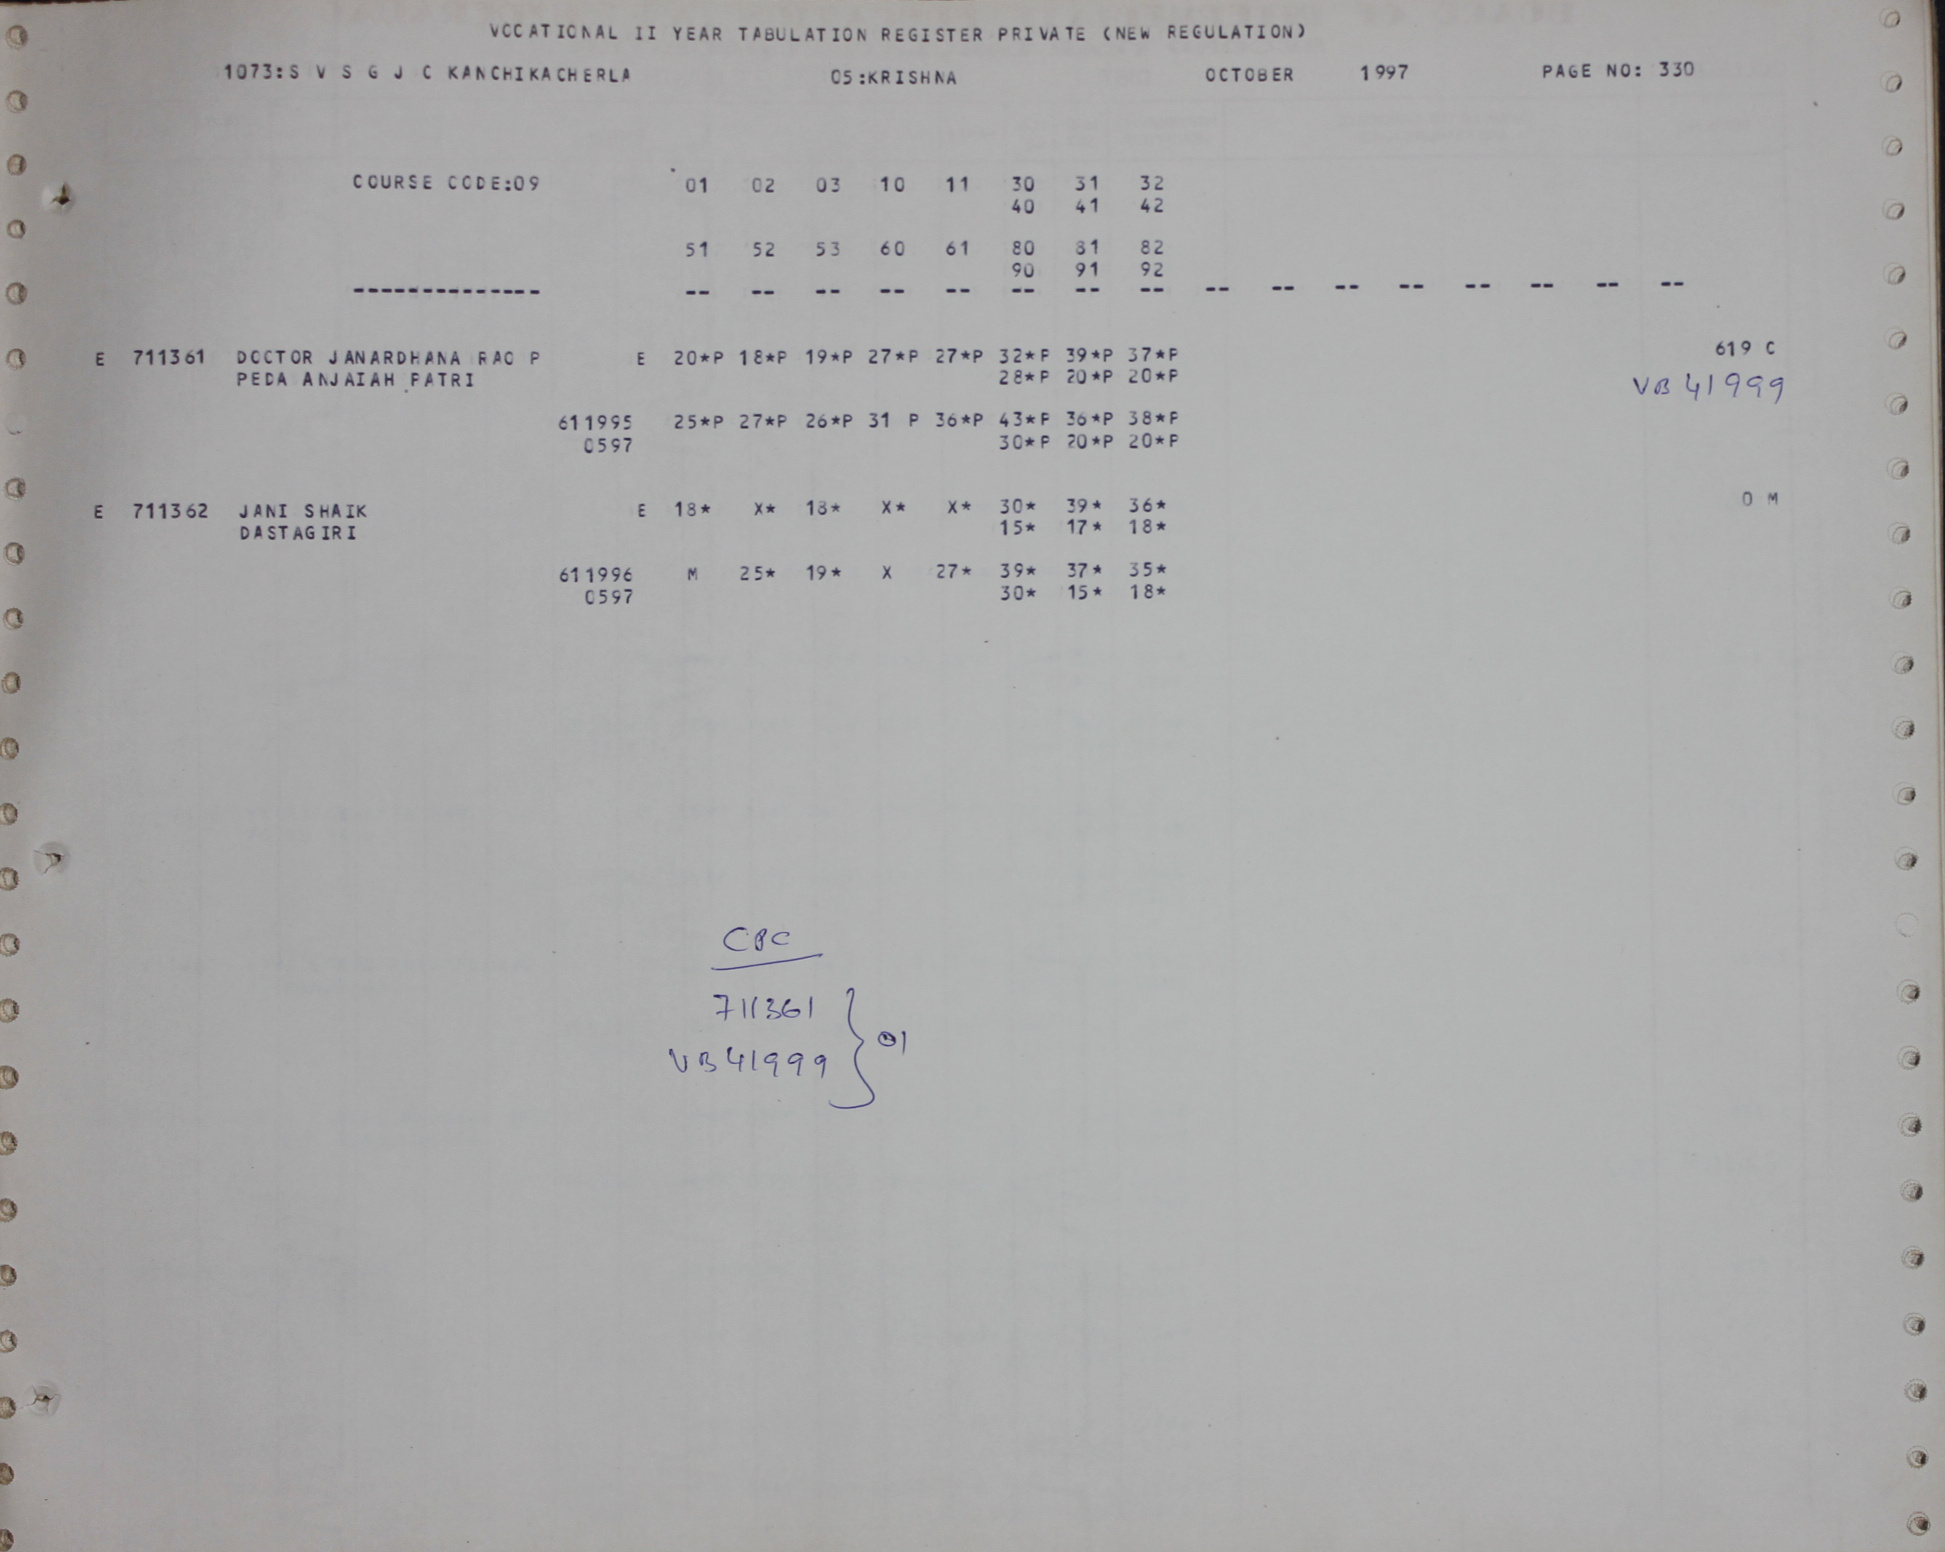 VOCATIONAL II YEAR TABULATION REGISTER PRIVATE (NEW REGULATION)
1073:S V S G J C KANCHIKACHERLA 05:KRISHNA OCTOBER 1997 PAGE NO: 330
COURSE CODE:09 01 02 03 10 11 30 31 32
40 41 42
51 52 53 60 61 80 81 82
90 91 92
-------------- -- -- -- -- -- -- -- -- -- -- -- -- -- -- -- --
E 711361 DOCTOR JANARDHANA RAO P E 20*P 18*P 19*P 27*P 27*P 32*P 39*P 37*P 619 C
PEDA ANJAIAH PATRI 28*P 20*P 20*P VB 41999
611995 25*P 27*P 26*P 31 P 36*P 43*P 36*P 38*P
0597 30*P 20*P 20*P
E 711362 JANI SHAIK E 18* X* 18* X* X* 30* 39* 36* 0 M
DASTAGIRI 15* 17* 18*
611996 M 25* 19* X 27* 39* 37* 35*
0597 30* 15* 18*
711361
VB41999 } 01